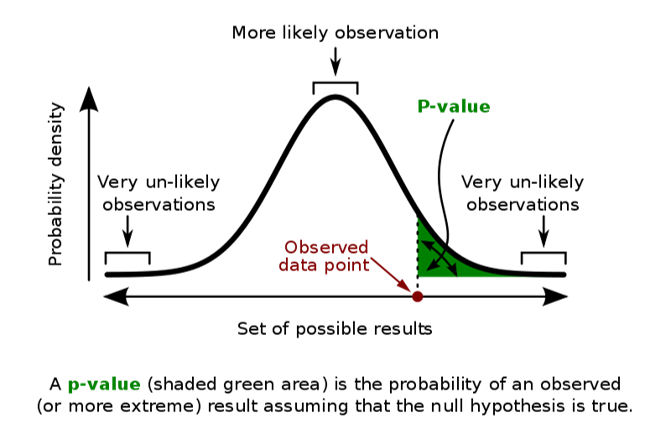 More likely observation
P-value
Probability density
Very un-likely
observations
Very un-likely
observations
Observed
data point
Set of possible results
A p-value (shaded green area) is the probability of an observed
(or more extreme) result assuming that the null hypothesis is true.